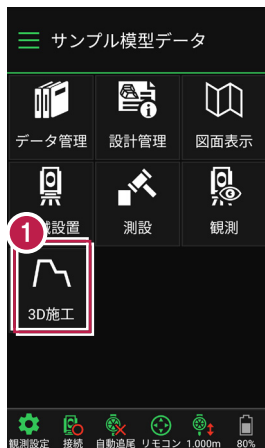 サンプル模型データ
データ管理 設計管理 図面表示
設置 測設 観測
1
3D施工
観測設定 接続 自動追尾 リモコン 1.000m 80%